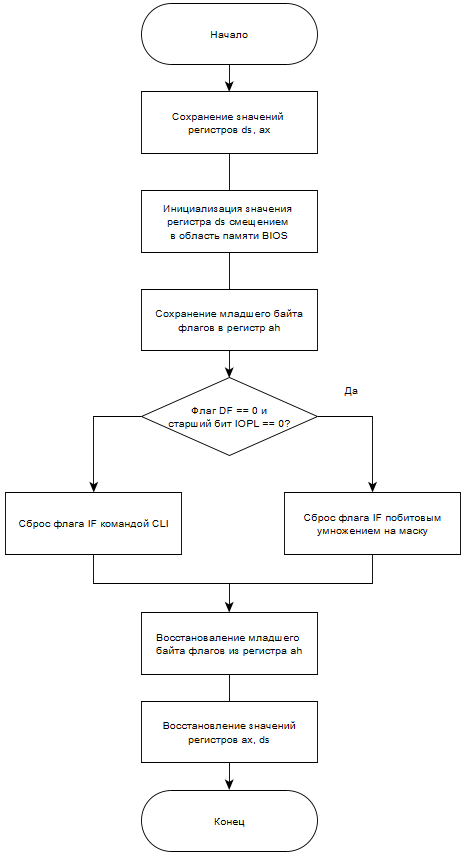 Начало
Сохранение значений
регистров ds, ax
Инициализация значения
регистра ds смещением
в область памяти BIOS
Сохранение младшего байта
флагов в регистр ah
Да
Флаг DF == 0 и
старший бит IOPL == 0?
Сброс флага IF командой CLI
Сброс флага IF побитовым
умножением на маску
Восстановаление младшего
байта флагов из регистра ah
Восстановление значений
регистров ax, ds
Конец